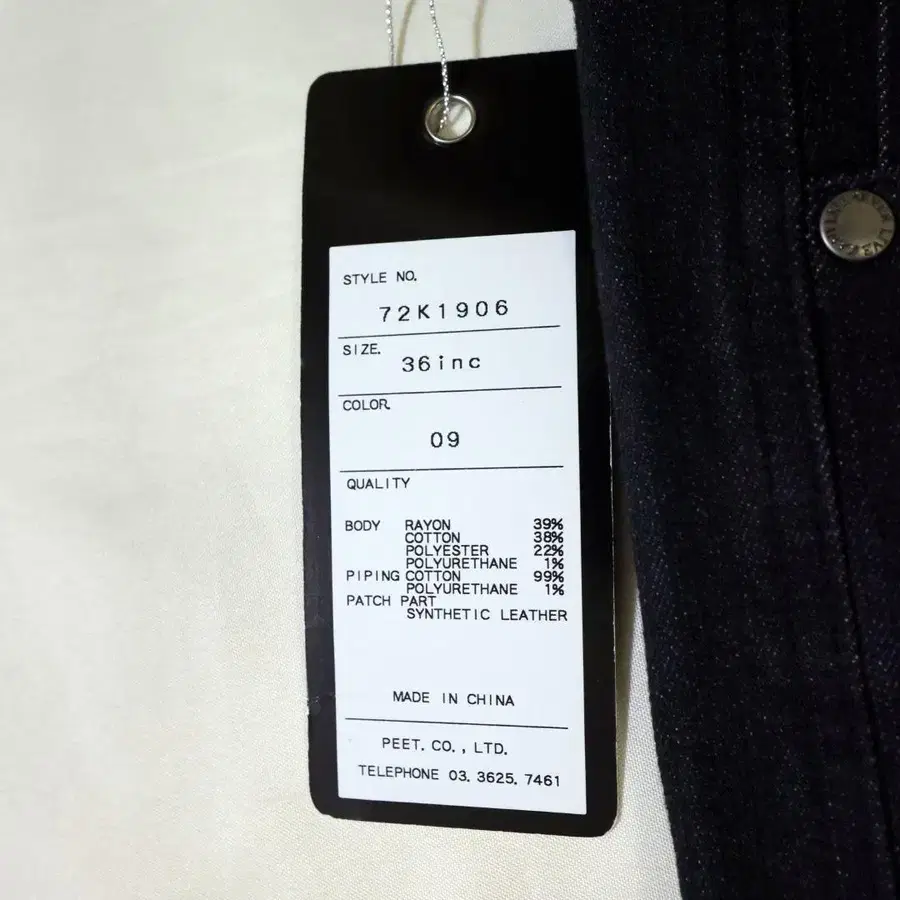 STYLE NO.
72K1906
SIZE.
36inc
COLOR.
09
QUALITY
BODY RAYON 39%
COTTON 38%
POLYESTER 22%
POLYURETHANE 1%
PIPING COTTON 99%
POLYURETHANE 1%
PATCH PART
SYNTHETIC LEATHER
MADE IN CHINA
PEET. CO., LTD.
TELEPHONE 03. 3625. 7461